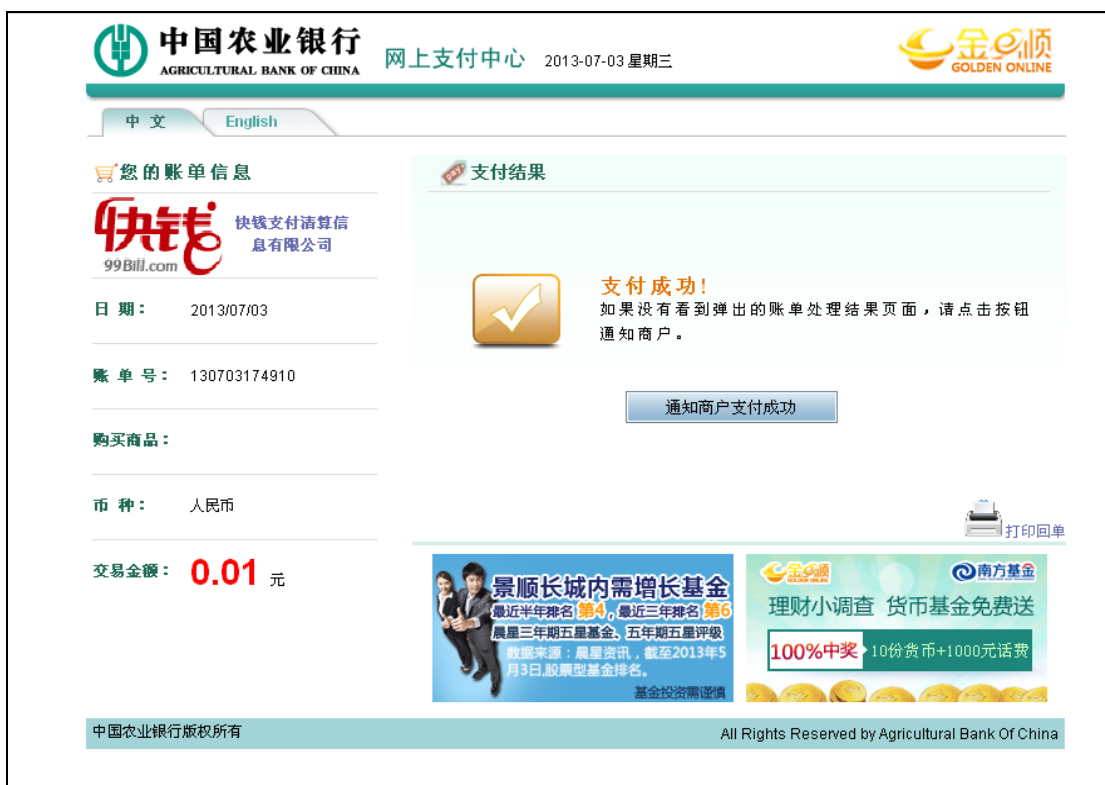 中国农业银行
AGRICULTURAL BANK OF CHINA
网上支付中心 2013-07-03 星期三
金e顺
GOLDEN ONLINE
中 文
English
您的账单信息
快钱
99Bill.com
快钱支付清算信
息有限公司
日 期： 2013/07/03
账 单 号： 130703174910
购买商品：
币 种： 人民币
交易金额： 0.01 元
支付结果
支付成功!
如果没有看到弹出的账单处理结果页面，请点击按钮
通知商户。
通知商户支付成功
打印回单
景顺长城内需增长基金
最近半年排名 第4，最近三年排名 第6
晨星三年期五星基金、五年期五星评级
数据来源：晨星资讯，截至2013年5
月3日,股票型基金排名。
基金投资需谨慎
金e顺
南方基金
理财小调查 货币基金免费送
100%中奖 10份货币+1000元话费
中国农业银行版权所有
All Rights Reserved by Agricultural Bank Of China